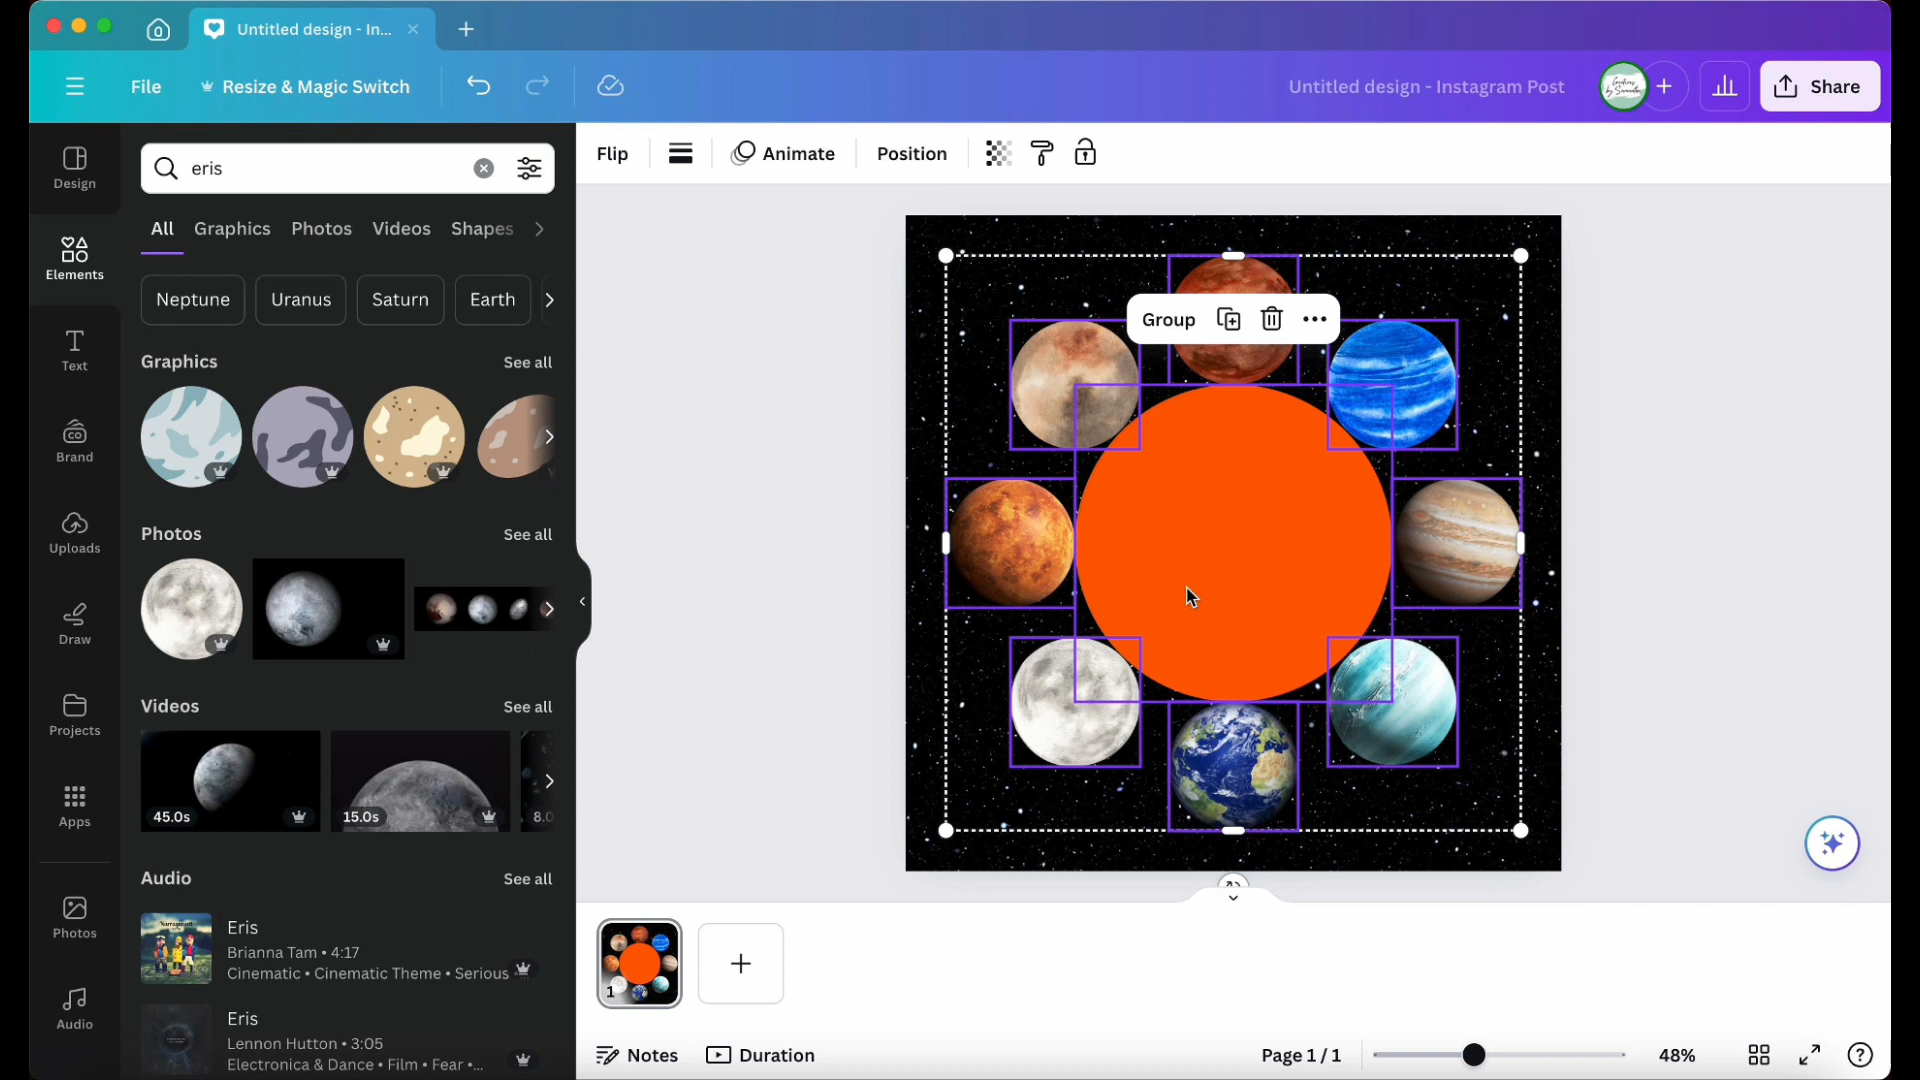 Untitled design - In...
File
Resize & Magic Switch
Untitled design - Instagram Post
Share
Design
Elements
Text
Brand
Uploads
Draw
Projects
Apps
Photos
Audio
eris
All Graphics Photos Videos Shapes
Neptune Uranus Saturn Earth
Graphics See all
Photos See all
Videos See all
45.0s 15.0s 8.0
Audio See all
Eris
Brianna Tam • 4:17
Cinematic • Cinematic Theme • Serious
Eris
Lennon Hutton • 3:05
Electronica & Dance • Film • Fear •...
Flip Animate Position
Group
1
Notes Duration
Page 1 / 1
48%